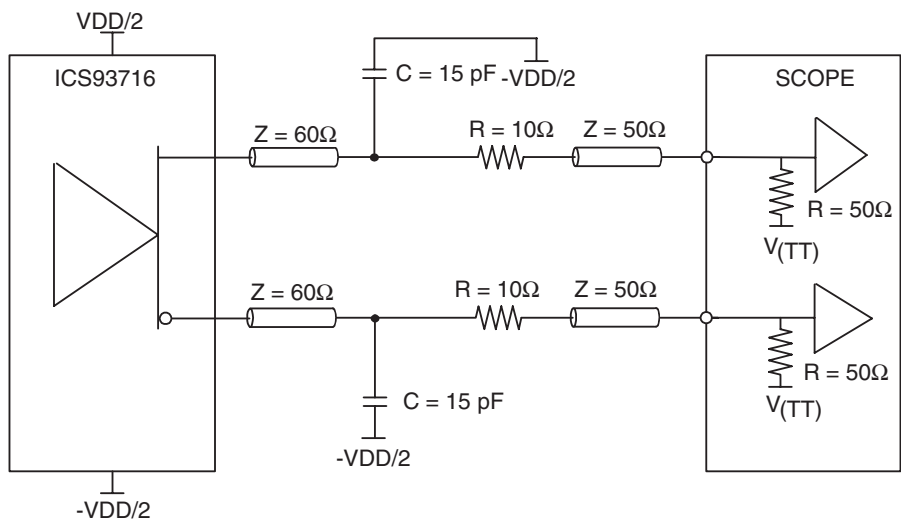 VDD/2
ICS93716
C = 15 pF
-VDD/2
SCOPE
Z = 60Ω
R = 10Ω
Z = 50Ω
R = 50Ω
V(TT)
Z = 60Ω
R = 10Ω
Z = 50Ω
R = 50Ω
V(TT)
C = 15 pF
-VDD/2
-VDD/2